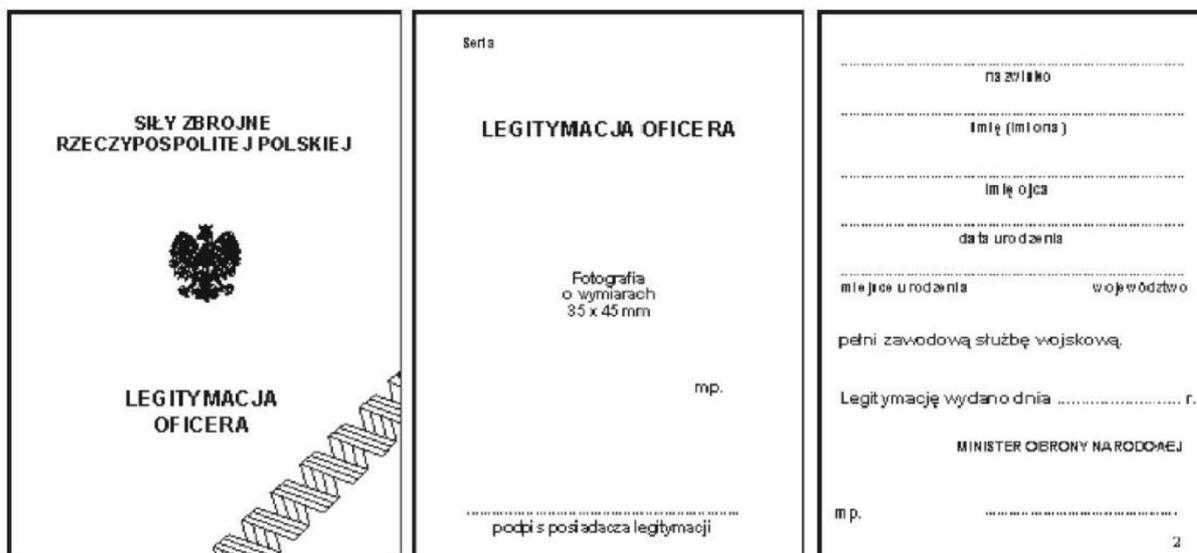 SIŁY ZBROJNE
RZECZYPOSPOLITEJ POLSKIEJ
LEGITYMACJA
OFICERA
Seria
LEGITYMACJA OFICERA
Fotografia
o wymiarach
35 x 45 mm
mp.
podpis posiadacza legitymacji
nazwisko
imię (imiona)
imię ojca
data urodzenia
miejsce urodzenia województwo
pełni zawodową służbę wojskową.
Legitymację wydano dnia .......................... r.
MINISTER OBRONY NARODOWEJ
mp.
2